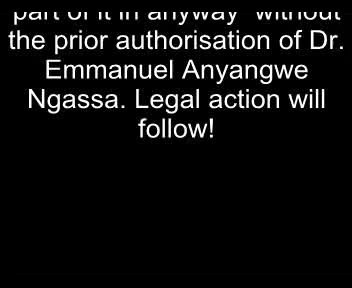 part of it in anyway without
the prior authorisation of Dr.
Emmanuel Anyangwe
Ngassa. Legal action will
follow!